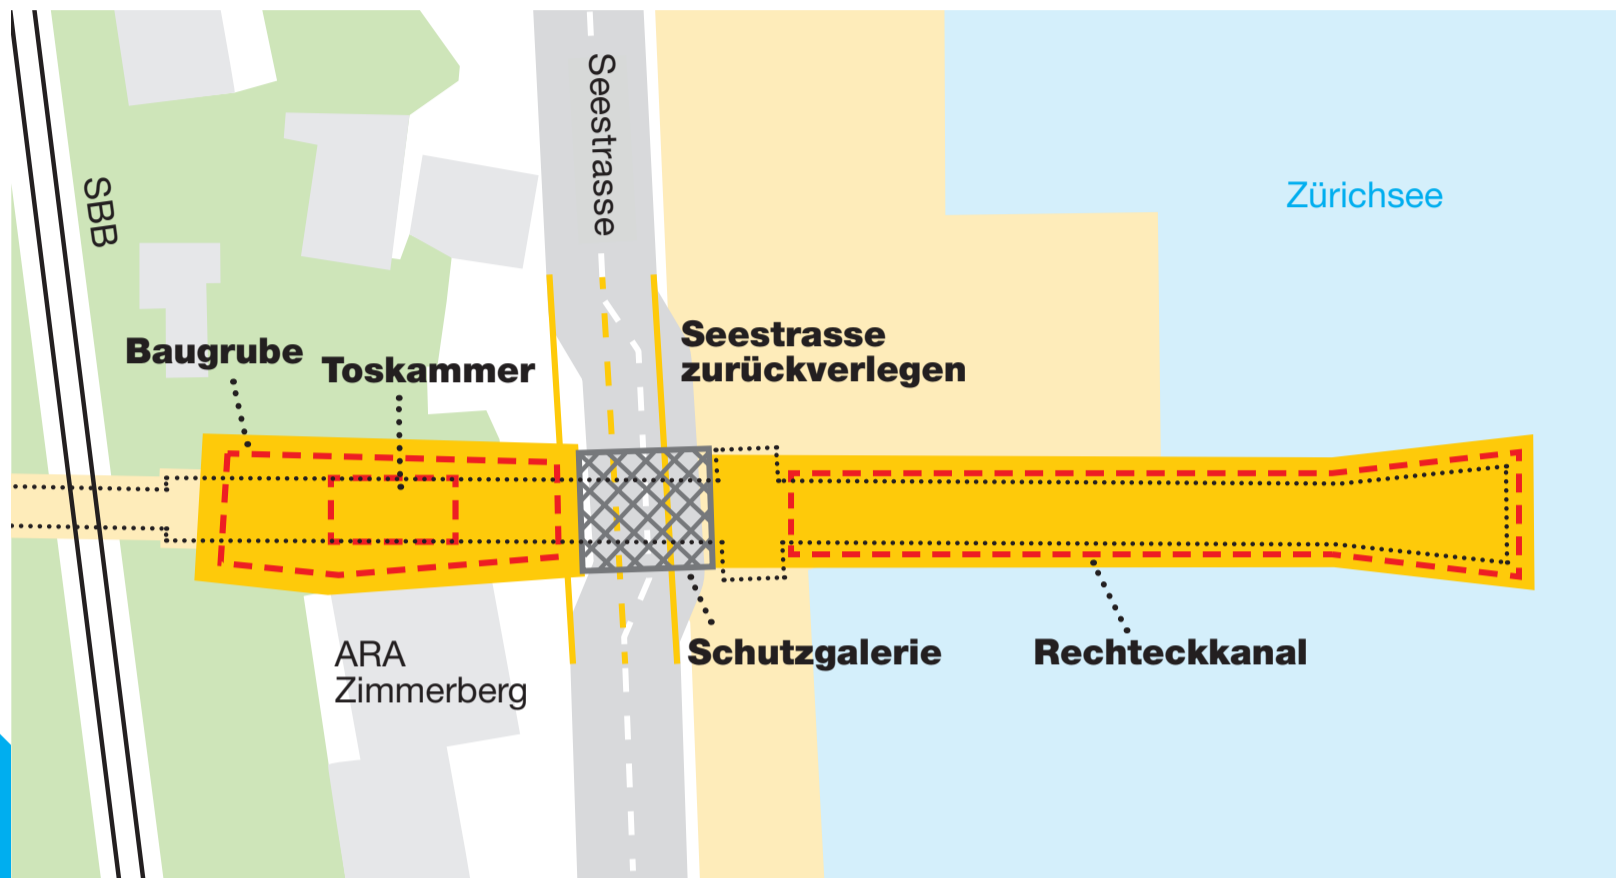 Seestrasse
SBB
Zürichsee
Baugrube
Toskammer
Seestrasse
zurückverlegen
ARA
Zimmerberg
Schutzgalerie
Rechteckkanal